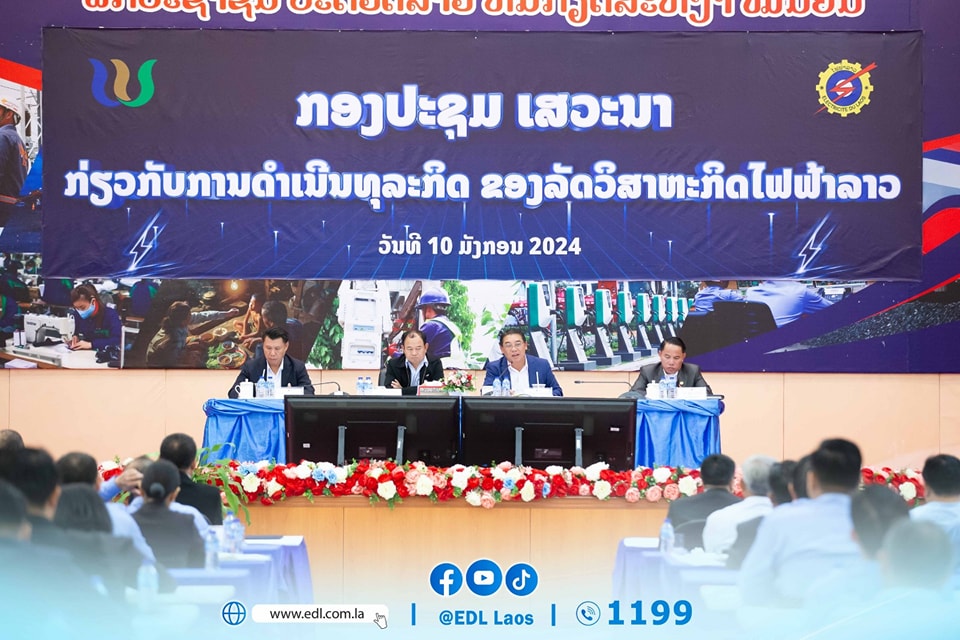 ກອງປະຊຸມ ເສວະນາ
ກ່ຽວກັບການດໍາເນີນທຸລະກິດ ຂອງລັດວິສາຫະກິດໄຟຟ້າລາວ
ວັນທີ 10 ມັງກອນ 2024
ELECTRICITE DU LAOS
www.edl.com.la
@EDL Laos
1199